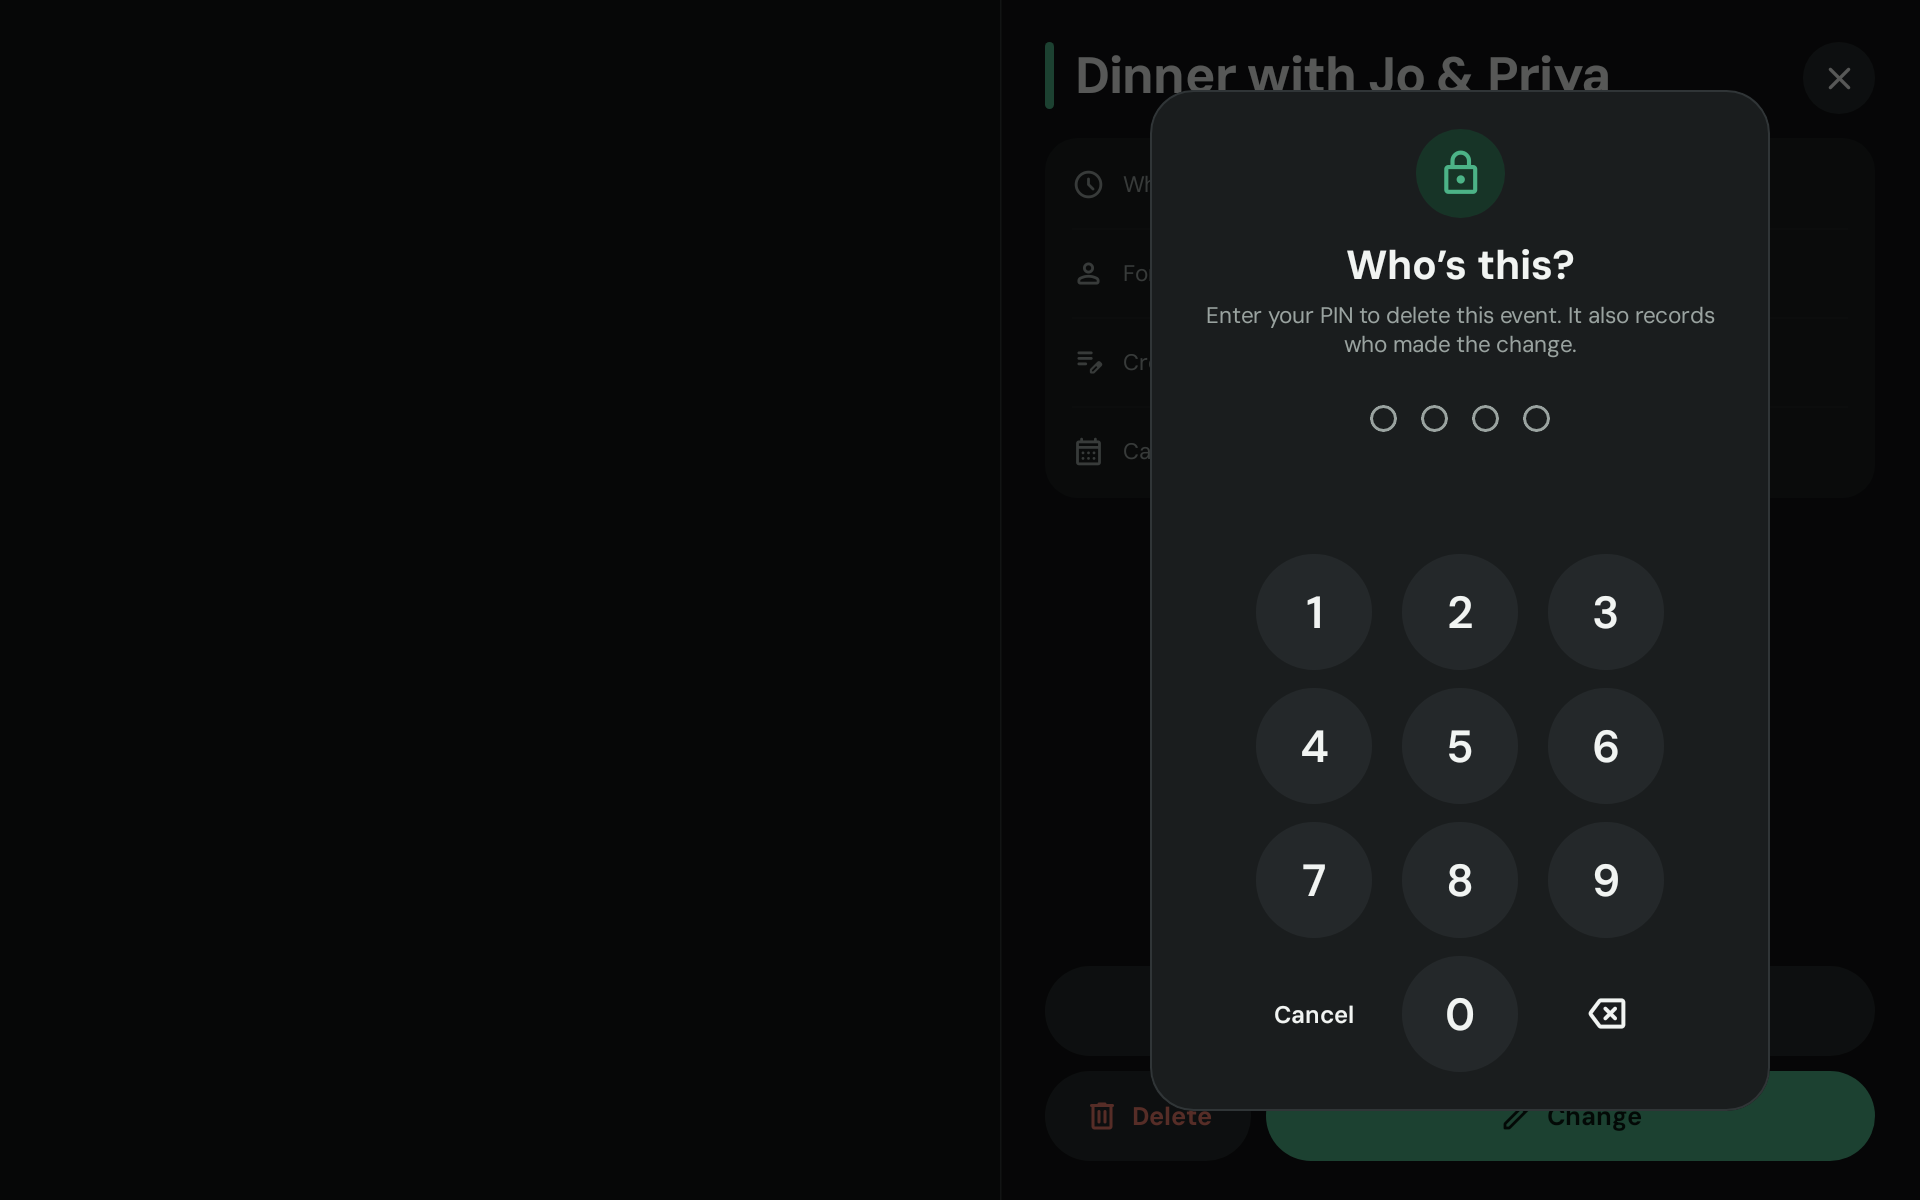 Dinner with Jo & Priya
Who's this?
Enter your PIN to delete this event. It also records
who made the change.
1 2 3
4 5 6
7 8 9
Cancel 0
Delete
Change